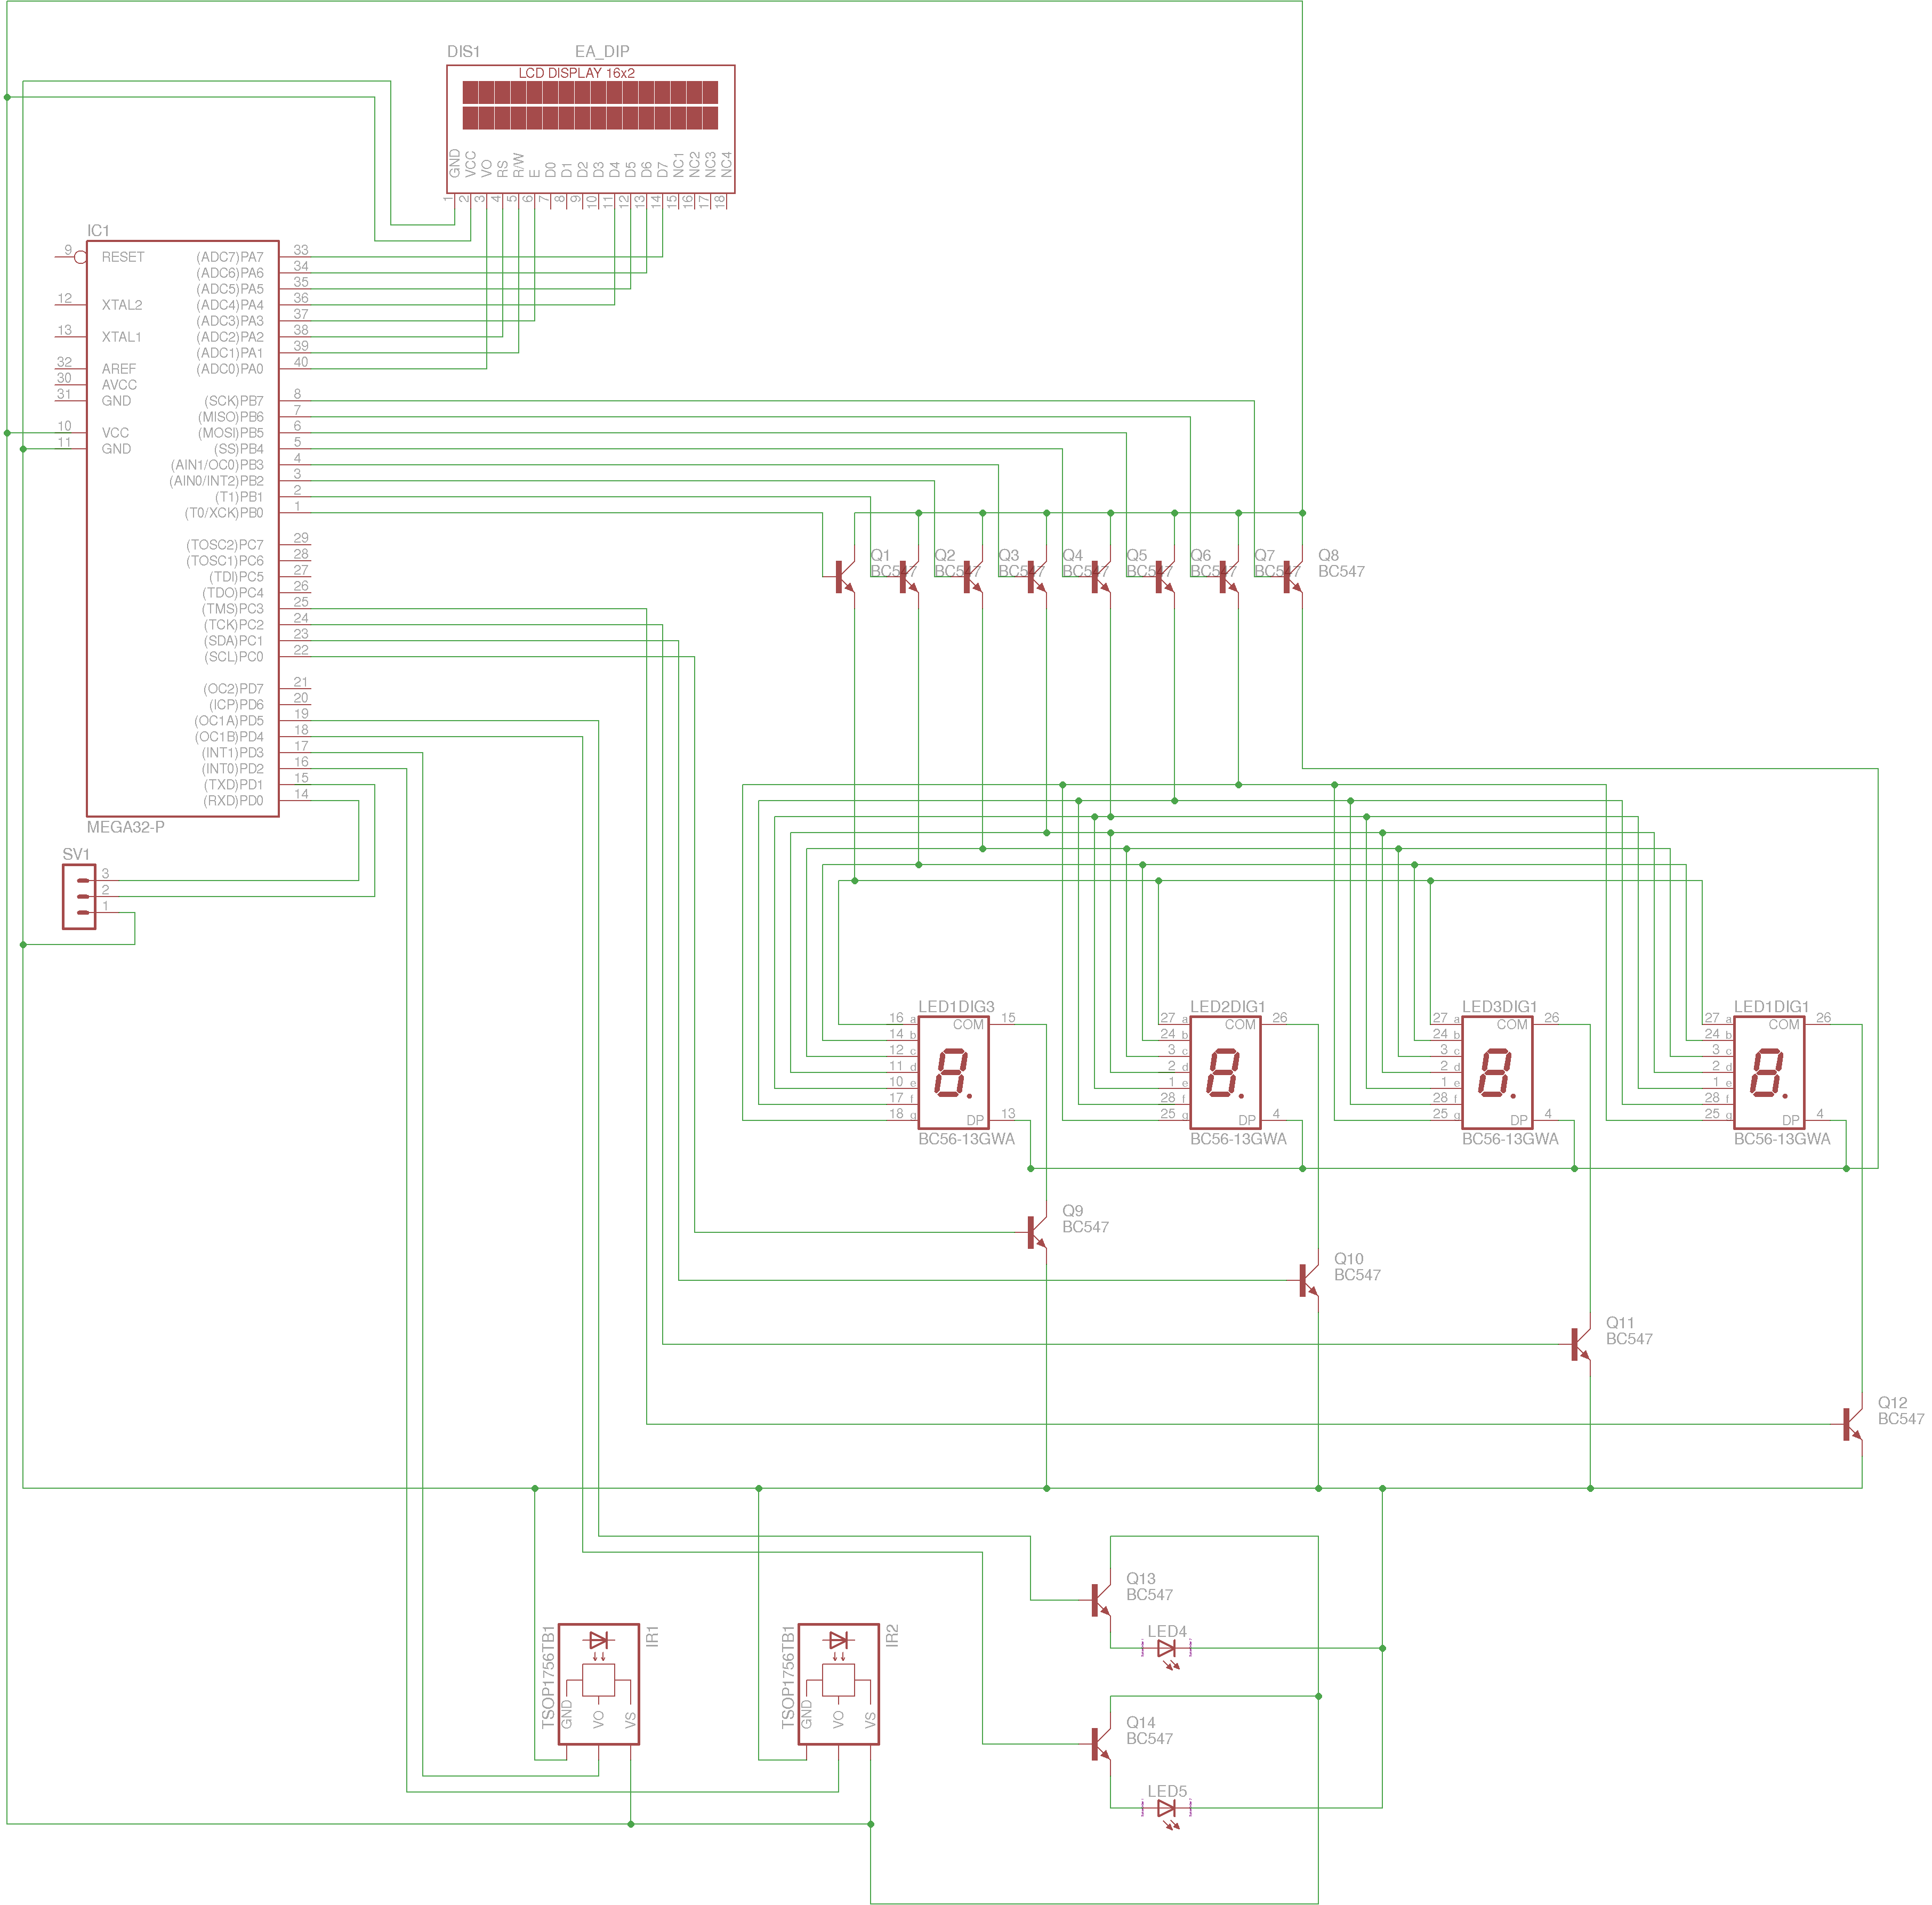 DIS1 EA_DIP
LCD DISPLAY 16x2
GND VCC VO RS R/W E D0 D1 D2 D3 D4 D5 D6 D7 NC1 NC2 NC3 NC4
1 2 3 4 5 6 7 8 9 10 11 12 13 14 15 16 17 18
IC1
9 RESET (ADC7)PA7 33
(ADC6)PA6 34
(ADC5)PA5 35
12 XTAL2 (ADC4)PA4 36
(ADC3)PA3 37
13 XTAL1 (ADC2)PA2 38
(ADC1)PA1 39
32 AREF (ADC0)PA0 40
30 AVCC
31 GND (SCK)PB7 8
(MISO)PB6 7
10 VCC (MOSI)PB5 6
11 GND (SS)PB4 5
(AIN1/OC0)PB3 4
(AIN0/INT2)PB2 3
(T1)PB1 2
(T0/XCK)PB0 1
(TOSC2)PC7 29
(TOSC1)PC6 28
(TDI)PC5 27
(TDO)PC4 26
(TMS)PC3 25
(TCK)PC2 24
(SDA)PC1 23
(SCL)PC0 22
(OC2)PD7 21
(ICP)PD6 20
(OC1A)PD5 19
(OC1B)PD4 18
(INT1)PD3 17
(INT0)PD2 16
(TXD)PD1 15
(RXD)PD0 14
MEGA32-P
Q1 Q2 Q3 Q4 Q5 Q6 Q7 Q8
BC547 BC547 BC547 BC547 BC547 BC547 BC547 BC547
SV1
3
2
1
LED1DIG3 LED2DIG1 LED3DIG1 LED1DIG1
16 a COM 15 27 a COM 26 27 a COM 26 27 a COM 26
14 b 24 b 24 b 24 b
12 c 3 c 3 c 3 c
11 d 2 d 2 d 2 d
10 e 1 e 1 e 1 e
17 f 28 f 28 f 28 f
18 g DP 13 25 g DP 4 25 g DP 4 25 g DP 4
BC56-13GWA BC56-13GWA BC56-13GWA BC56-13GWA
Q9
BC547
Q10
BC547
Q11
BC547
Q12
BC547
Q13
BC547
LED4
Q14
BC547
LED5
TSOP1756TB1 IR1
GND VO VS
TSOP1756TB1 IR2
GND VO VS